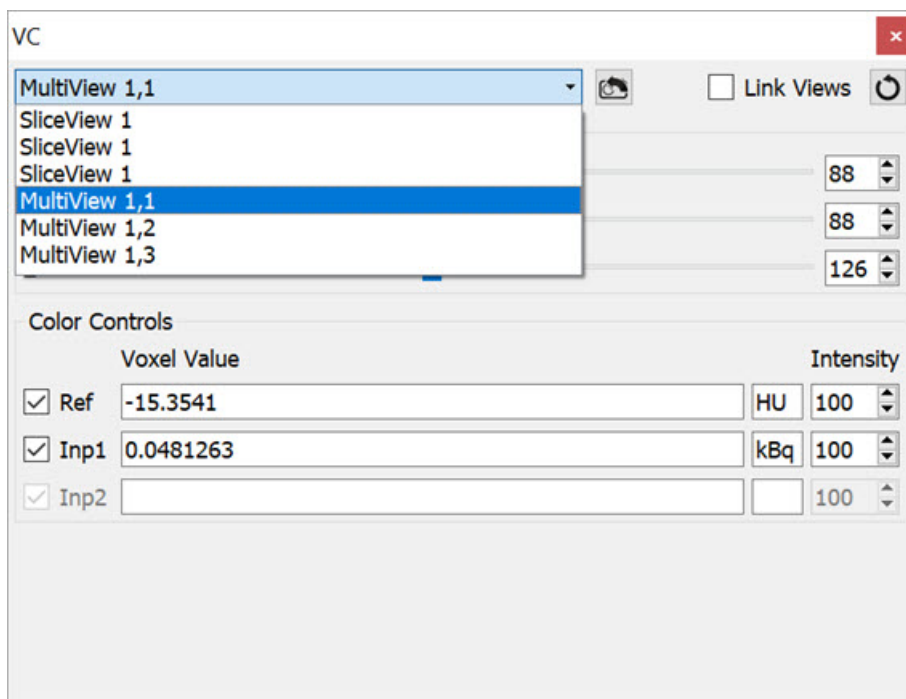 VC
MultiView 1,1
Link Views
SliceView 1
SliceView 1
SliceView 1
MultiView 1,1
MultiView 1,2
MultiView 1,3
88
88
126
Color Controls
Voxel Value Intensity
Ref -15.3541 HU 100
Inp1 0.0481263 kBq 100
Inp2 100